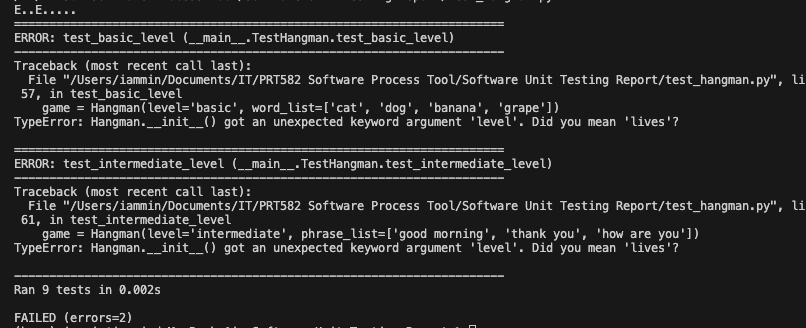 E..E.....
======================================================================
ERROR: test_basic_level (__main__.TestHangman.test_basic_level)
----------------------------------------------------------------------
Traceback (most recent call last):
  File "/Users/iammin/Documents/IT/PRT582 Software Process Tool/Software Unit Testing Report/test_hangman.py", li
 57, in test_basic_level
    game = Hangman(level='basic', word_list=['cat', 'dog', 'banana', 'grape'])
TypeError: Hangman.__init__() got an unexpected keyword argument 'level'. Did you mean 'lives'?

======================================================================
ERROR: test_intermediate_level (__main__.TestHangman.test_intermediate_level)
----------------------------------------------------------------------
Traceback (most recent call last):
  File "/Users/iammin/Documents/IT/PRT582 Software Process Tool/Software Unit Testing Report/test_hangman.py", li
 61, in test_intermediate_level
    game = Hangman(level='intermediate', phrase_list=['good morning', 'thank you', 'how are you'])
TypeError: Hangman.__init__() got an unexpected keyword argument 'level'. Did you mean 'lives'?

----------------------------------------------------------------------
Ran 9 tests in 0.002s

FAILED (errors=2)